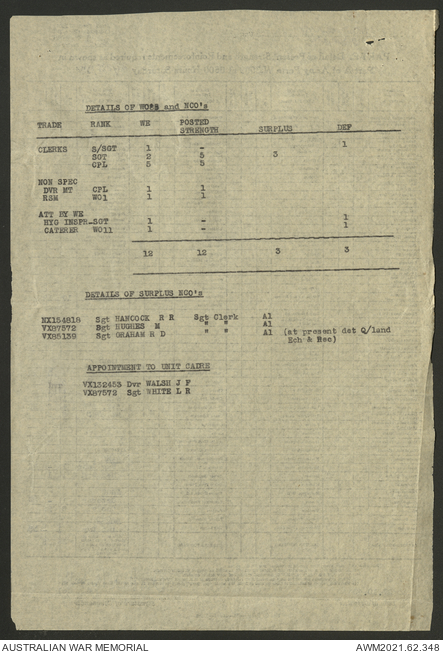 DETAILS OF WO8s and NCO's
TRADE RANK WE POSTED STRENGTH SURPLUS DEF
CLERKS S/SGT 1 - 1
SGT 2 5 3
CPL 5 5
NON SPEC
DVR MT CPL 1 1
RSM WO1 1 1
ATT BY WE
HYG INSPR SGT 1 - 1
CATERER WO11 1 - 1
12 12 3 3
DETAILS OF SURPLUS NCO's
NX154818 Sgt HANCOCK R R Sgt Clerk A1
VX87572 Sgt HUGHES M " " A1
VX85139 Sgt GRAHAM R D " " A1 (at present det Q/land
Ech & Rec)
APPOINTMENT TO UNIT CADRE
VX132453 Dvr WALSH J F
VX87572 Sgt WHITE L R
AUSTRALIAN WAR MEMORIAL AWM2021.62.348